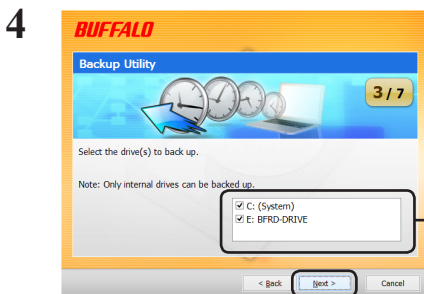 4
BUFFALO
Backup Utility
3 / 7
Select the drive(s) to back up.
Note: Only internal drives can be backed up.
C: (System)
E: BFRD-DRIVE
< Back
Next >
Cancel